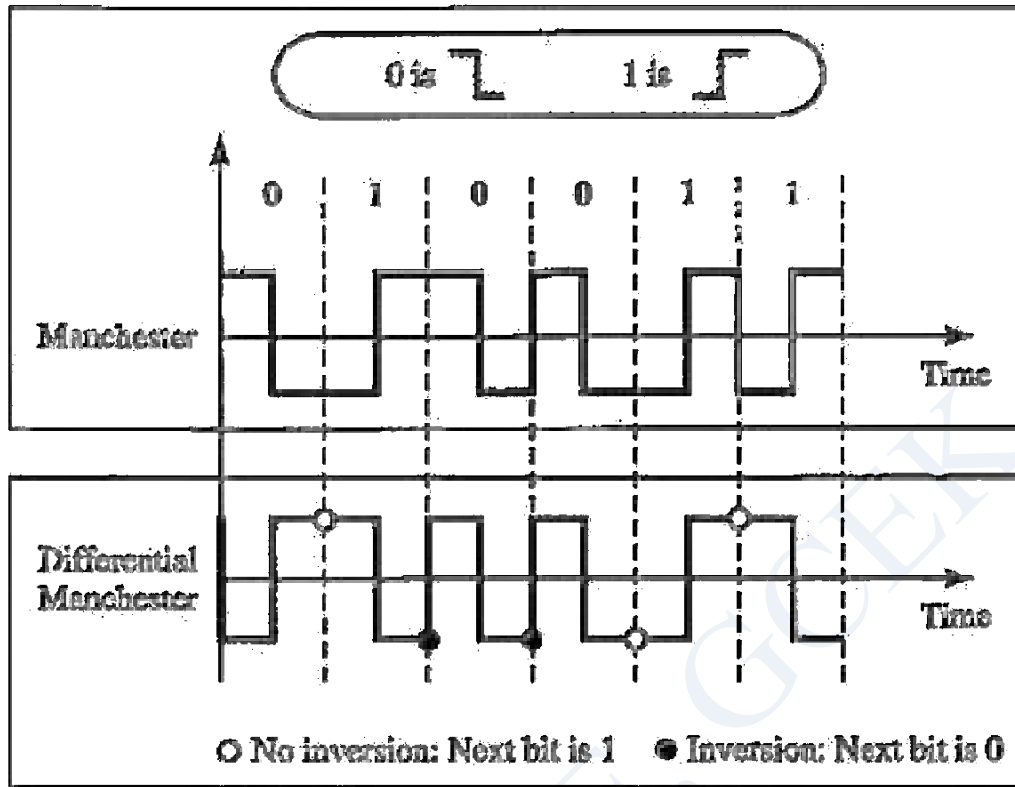 0 is 1 is
0 1 0 0 1 1
Manchester
Time
Differential
Manchester
Time
No inversion: Next bit is 1 Inversion: Next bit is 0
GCEK